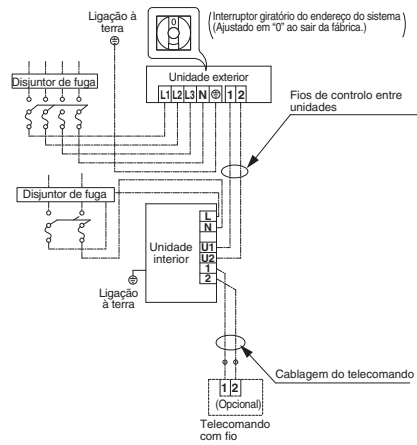 Ligação à
terra
0
(Interruptor giratório do endereço do sistema
(Ajustado em "0" ao sair da fábrica.)
Disjuntor de fuga
Unidade exterior
L1 L2 L3 N 1 2
Fios de controlo entre
unidades
Disjuntor de fuga
L
N
Unidade
interior
U1
U2
1
2
Ligação
à terra
Cablagem do telecomando
1 2
(Opcional)
Telecomando
com fio